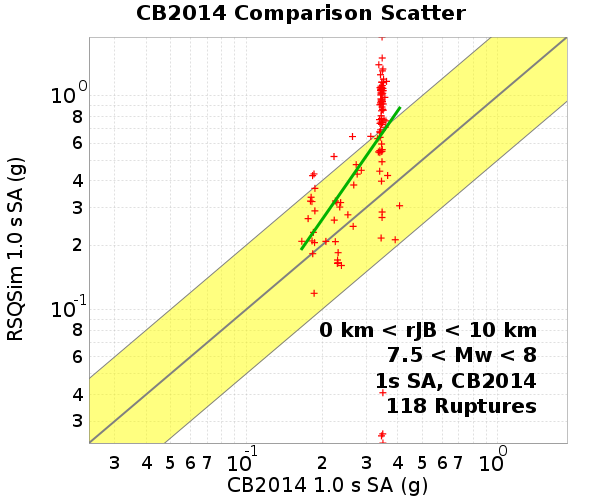 CB2014 Comparison Scatter
RSQSim 1.0 s SA (g)
10^0
8
6
4
3
2
10^-1
8
6
4
3
0 km < rJB < 10 km
7.5 < Mw < 8
1s SA, CB2014
118 Ruptures
3 4 5 6 7 10^-1 2 3 4 5 6 7 10^0
CB2014 1.0 s SA (g)